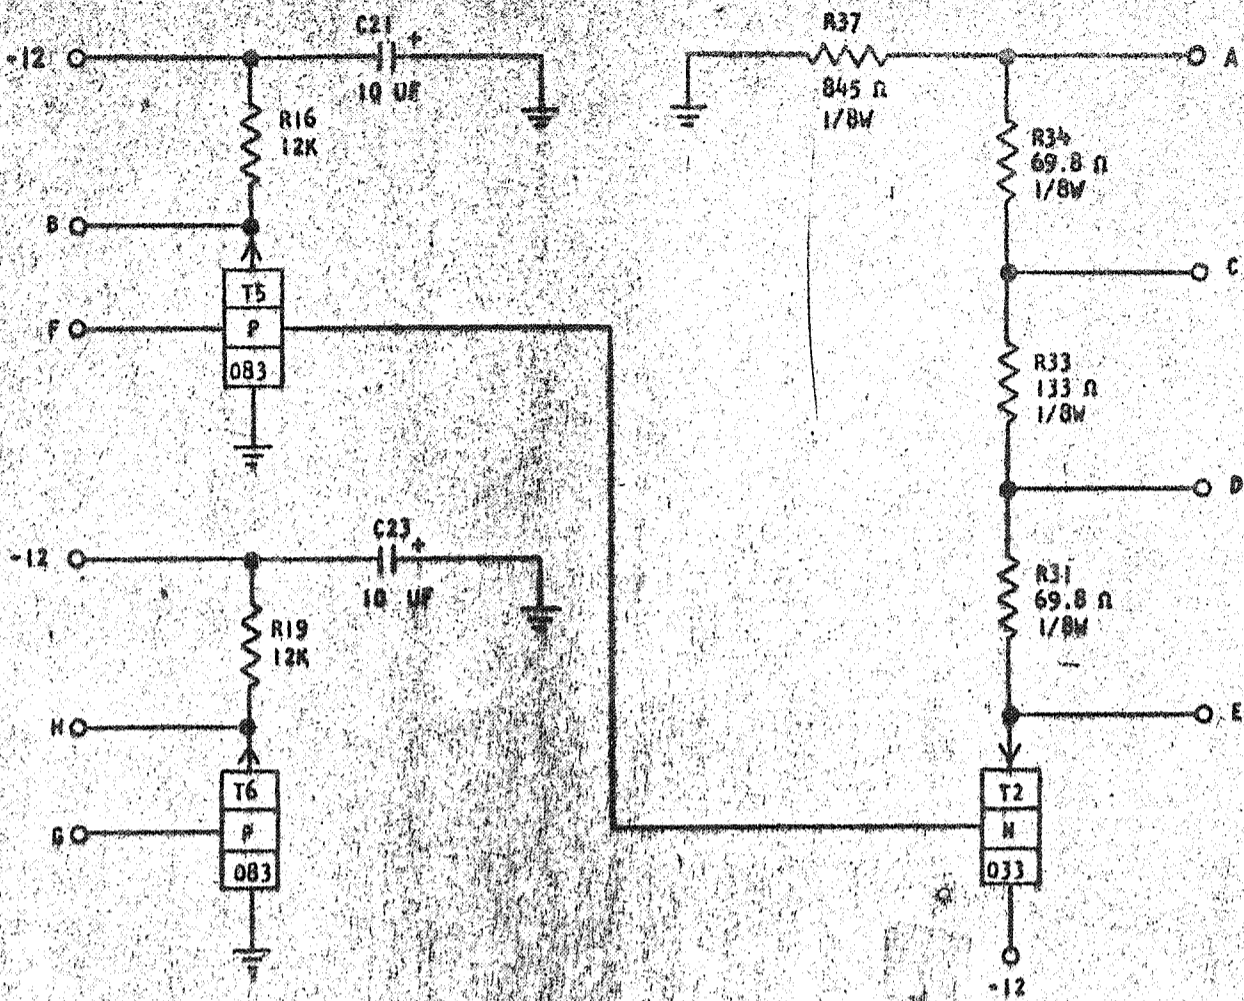 -12
C21
+
10 UF
R16
12K
B
T5
P
083
F
-12
C23
+
10 UF
R19
12K
H
T6
P
083
G
R37
845 Ω
1/8W
A
R34
69.8 Ω
1/8W
C
R33
133 Ω
1/8W
D
R31
69.8 Ω
1/8W
E
T2
N
033
-12